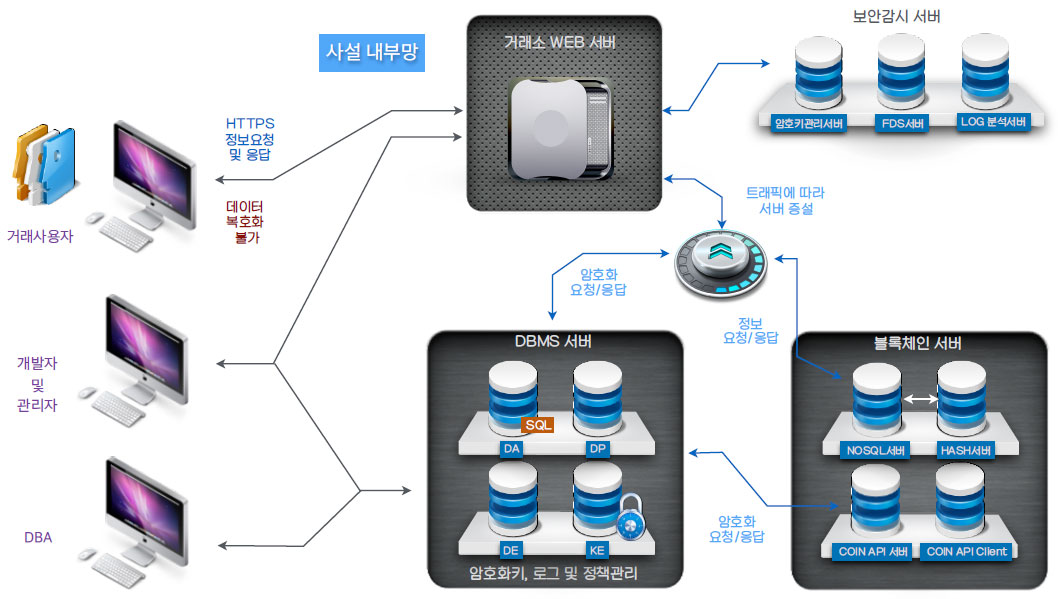 사설 내부망
거래소 WEB 서버
보안감시 서버
암호키관리서버
FDS서버
LOG 분석서버
HTTPS
정보요청
및 응답
데이터
복호화
불가
거래사용자
트래픽에 따라
서버 증설
암호화
요청/응답
정보
요청/응답
개발자
및
관리자
DBMS 서버
SQL
DA
DP
DE
KE
암호화키, 로그 및 정책관리
블록체인 서버
NOSQL서버
HASH서버
COIN API 서버
COIN API Client
암호화
요청/응답
DBA